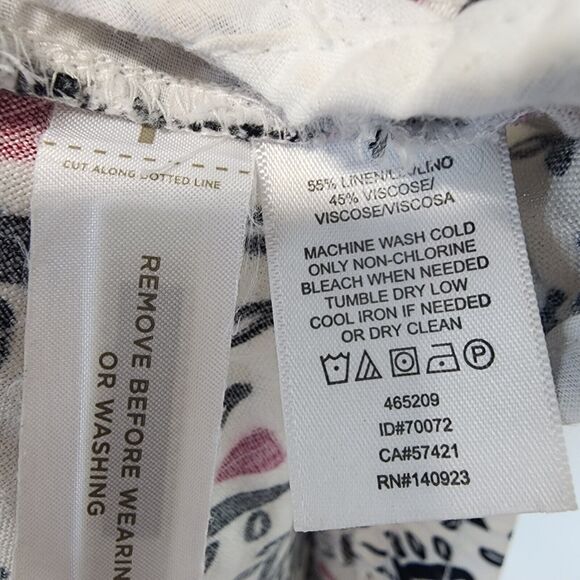 CUT ALONG DOTTED LINE
REMOVE BEFORE WEARIN
OR WASHING
55% LINEN/LINO
45% VISCOSE/
VISCOSE/VISCOSA
MACHINE WASH COLD
ONLY NON-CHLORINE
BLEACH WHEN NEEDED
TUMBLE DRY LOW
COOL IRON IF NEEDED
OR DRY CLEAN
P
465209
ID#70072
CA#57421
RN#140923